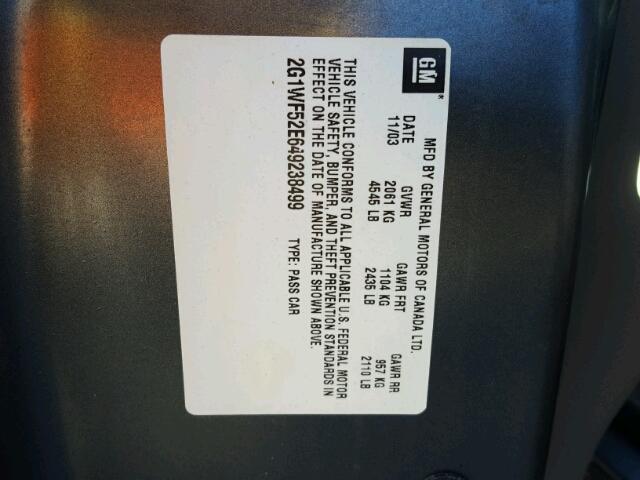 GM*
MFD BY GENERAL MOTORS OF CANADA LTD.
DATE GVWR GAWR FRT GAWR RR
11/03 2061 KG 1104 KG 957 KG
4545 LB 2435 LB 2110 LB
THIS VEHICLE CONFORMS TO ALL APPLICABLE U.S. FEDERAL MOTOR
VEHICLE SAFETY, BUMPER, AND THEFT PREVENTION STANDARDS IN
EFFECT ON THE DATE OF MANUFACTURE SHOWN ABOVE.
2G1WF52E649238499 TYPE: PASS CAR